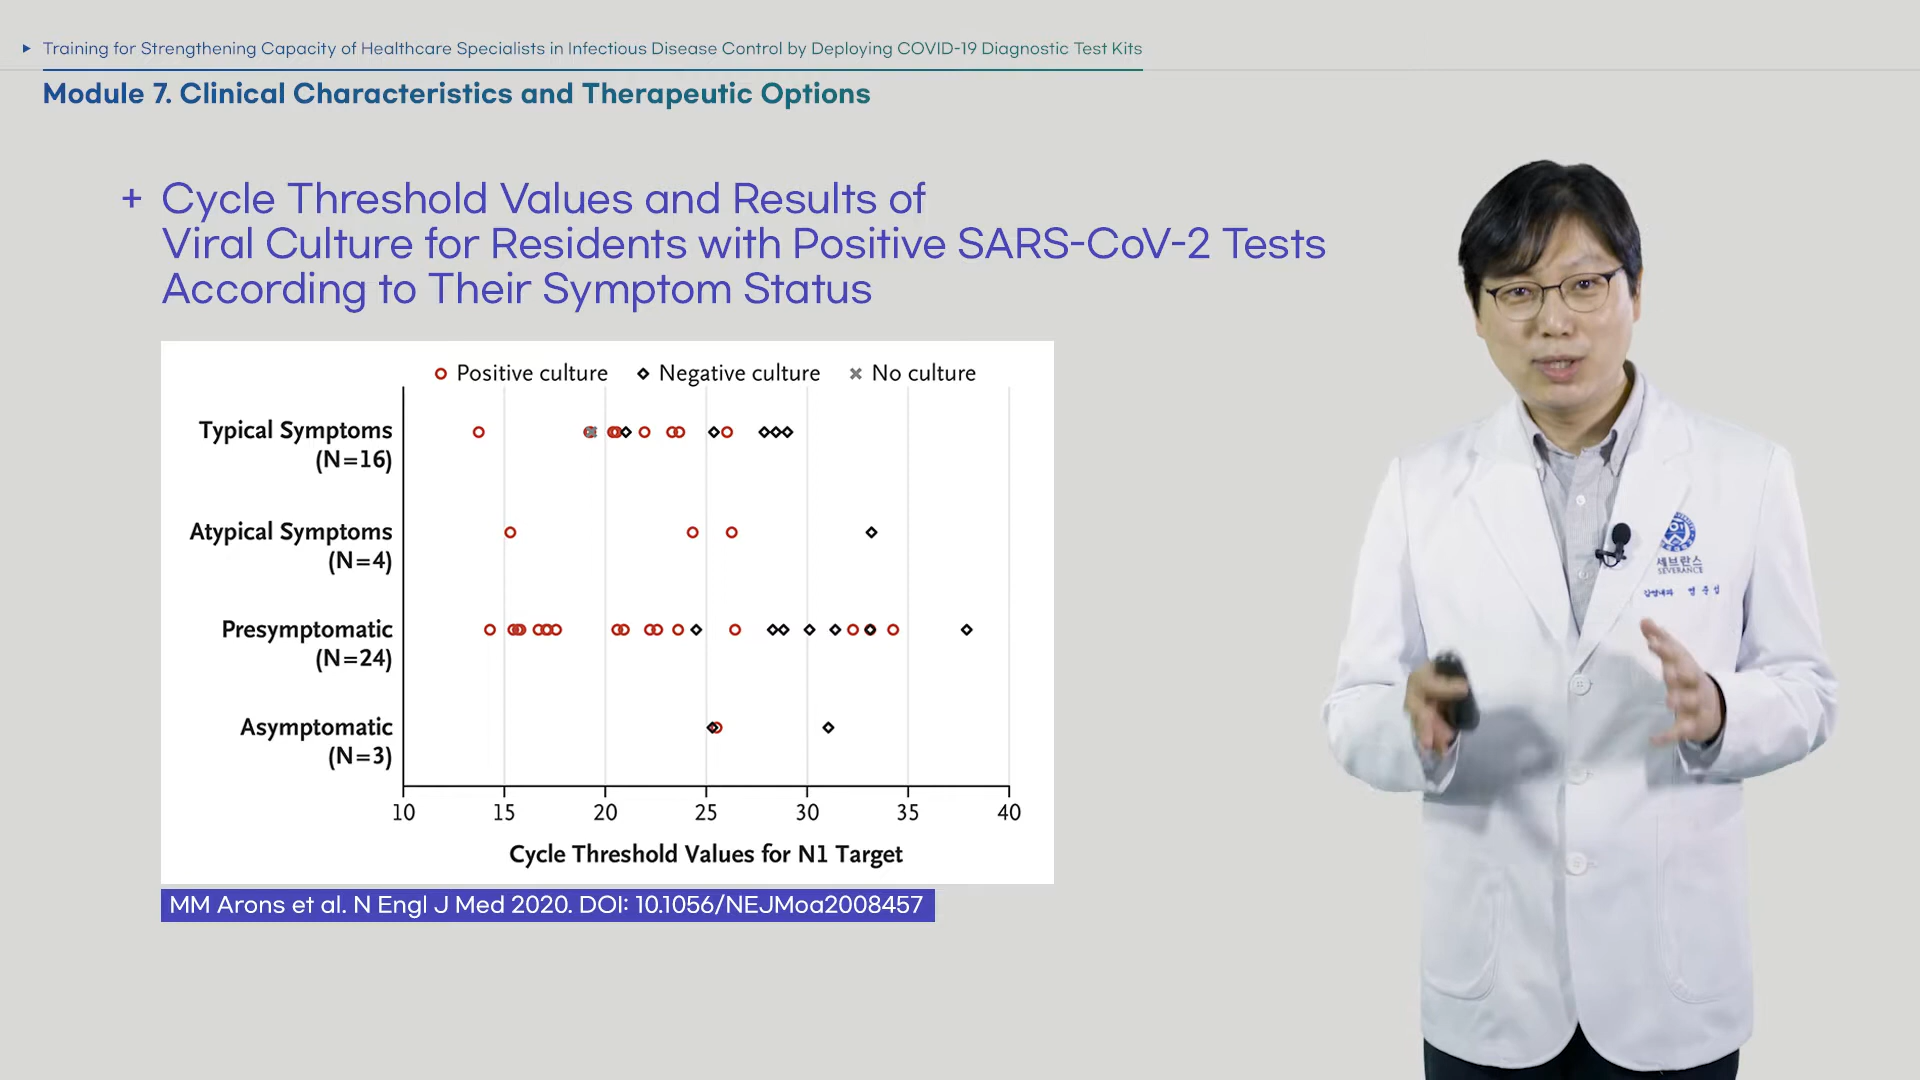 Training for Strengthening Capacity of Healthcare Specialists in Infectious Disease Control by Deploying COVID-19 Diagnostic Test Kits
Module 7. Clinical Characteristics and Therapeutic Options
+ Cycle Threshold Values and Results of
Viral Culture for Residents with Positive SARS-CoV-2 Tests
According to Their Symptom Status
Positive culture Negative culture No culture
Typical Symptoms
(N=16)
Atypical Symptoms
(N=4)
Presymptomatic
(N=24)
Asymptomatic
(N=3)
10 15 20 25 30 35 40
Cycle Threshold Values for N1 Target
MM Arons et al. N Engl J Med 2020. DOI: 10.1056/NEJMoa2008457
세브란스
SEVERANCE